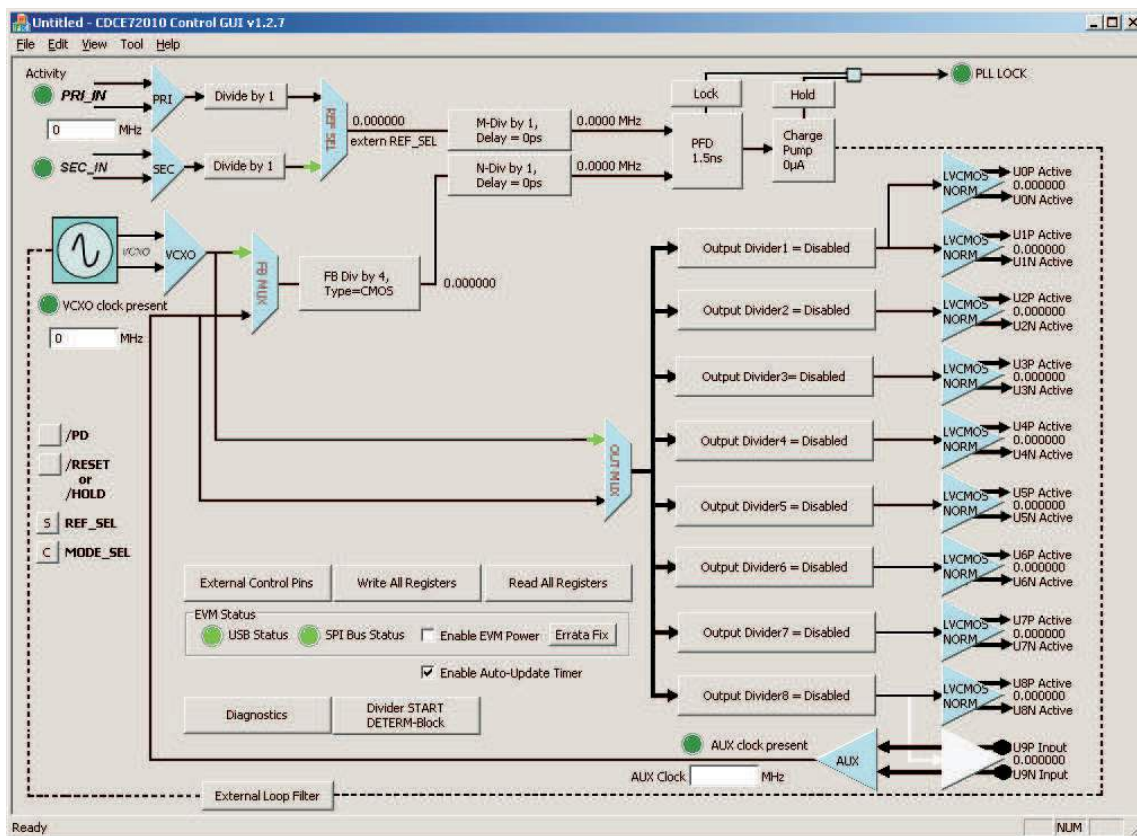 Untitled - CDCE72010 Control GUI v1.2.7
File Edit View Tool Help
Activity
PRI_IN
0 MHz
SEC_IN
PRI
SEC
Divide by 1
Divide by 1
REF SEL
0.000000
extern REF_SEL
M-Div by 1,
Delay = 0ps
0.0000 MHz
N-Div by 1,
Delay = 0ps
0.0000 MHz
Lock
PFD
1.5ns
Hold
Charge
Pump
0µA
PLL LOCK
VCXO
VCXO
VCXO clock present
0 MHz
FB MUX
FB Div by 4,
Type=CMOS
0.000000
OUT MUX
Output Divider1 = Disabled
Output Divider2 = Disabled
Output Divider3= Disabled
Output Divider4 = Disabled
Output Divider5 = Disabled
Output Divider6 = Disabled
Output Divider7 = Disabled
Output Divider8 = Disabled
LVCMOS
NORM
U0P Active
0.000000
U0N Active
LVCMOS
NORM
U1P Active
0.000000
U1N Active
LVCMOS
NORM
U2P Active
0.000000
U2N Active
LVCMOS
NORM
U3P Active
0.000000
U3N Active
LVCMOS
NORM
U4P Active
0.000000
U4N Active
LVCMOS
NORM
U5P Active
0.000000
U5N Active
LVCMOS
NORM
U6P Active
0.000000
U6N Active
LVCMOS
NORM
U7P Active
0.000000
U7N Active
LVCMOS
NORM
U8P Active
0.000000
U8N Active
U9P Input
0.000000
U9N Input
/PD
/RESET
or
/HOLD
S REF_SEL
C MODE_SEL
External Control Pins
Write All Registers
Read All Registers
EVM Status
USB Status
SPI Bus Status
Enable EVM Power
Errata Fix
Enable Auto-Update Timer
Diagnostics
Divider START
DETERM-Block
AUX clock present
AUX Clock MHz
AUX
External Loop Filter
Ready
NUM